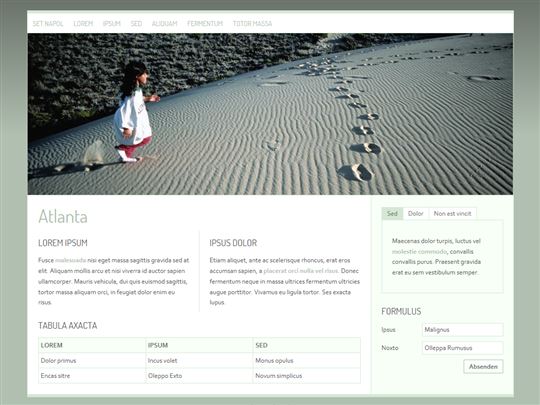 SET NAPOL LOREM IPSUM SED ALIQUAM FERMENTUM TOTOR MASSA
Atlanta
LOREM IPSUM
Fusce malesuada nisi eget massa sagittis gravida sed at
elit. Aliquam mollis arcu et nisi viverra id auctor sapien
ullamcorper. Mauris vehicula, dui quis euismod sagittis,
tortor massa aliquam orci, in feugiat dolor enim eu
risus.
IPSUS DOLOR
Etiam aliquet, ante ac scelerisque rhoncus, erat eros
accumsan sapien, a placerat orci nulla vel risus. Donec
fermentum neque in massa ultrices fermentum ultricies
augue porttitor. Vivamus eu ligula tortor. Ses exacta
lupus.
TABULA AXACTA
LOREM IPSUM SED
Dolor primus Incus volet Monus opulus
Encas sitre Oleppo Exto Novum simplicus
Sed Dolor Non est vincit
Maecenas dolor turpis, luctus vel
molestie commodo, convallis
convallis purus. Praesent gravida
erat eu sem vestibulum semper.
FORMULUS
Ipsus Malignus
Noxto Olleppa Rumusus
Absenden